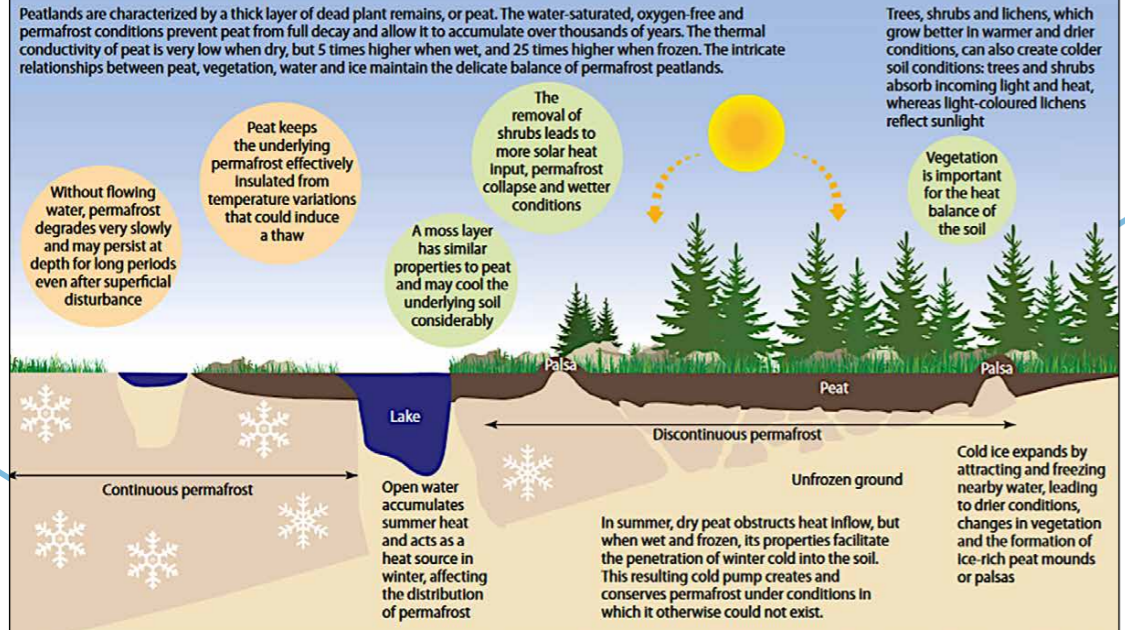 Peatlands are characterized by a thick layer of dead plant remains, or peat. The water-saturated, oxygen-free and
permafrost conditions prevent peat from full decay and allow it to accumulate over thousands of years. The thermal
conductivity of peat is very low when dry, but 5 times higher when wet, and 25 times higher when frozen. The intricate
relationships between peat, vegetation, water and ice maintain the delicate balance of permafrost peatlands.
Trees, shrubs and lichens, which
grow better in warmer and drier
conditions, can also create colder
soil conditions: trees and shrubs
absorb incoming light and heat,
whereas light-coloured lichens
reflect sunlight
Without flowing
water, permafrost
degrades very slowly
and may persist at
depth for long periods
even after superficial
disturbance
Peat keeps
the underlying
permafrost effectively
insulated from
temperature variations
that could induce
a thaw
A moss layer
has similar
properties to peat
and may cool the
underlying soil
considerably
The
removal of
shrubs leads to
more solar heat
input, permafrost
collapse and wetter
conditions
Vegetation
is important
for the heat
balance of
the soil
Palsa
Palsa
Peat
Lake
Discontinuous permafrost
Continuous permafrost
Unfrozen ground
Open water
accumulates
summer heat
and acts as a
heat source in
winter, affecting
the distribution
of permafrost
In summer, dry peat obstructs heat inflow, but
when wet and frozen, its properties facilitate
the penetration of winter cold into the soil.
This resulting cold pump creates and
conserves permafrost under conditions in
which it otherwise could not exist.
Cold ice expands by
attracting and freezing
nearby water, leading
to drier conditions,
changes in vegetation
and the formation of
ice-rich peat mounds
or palsas